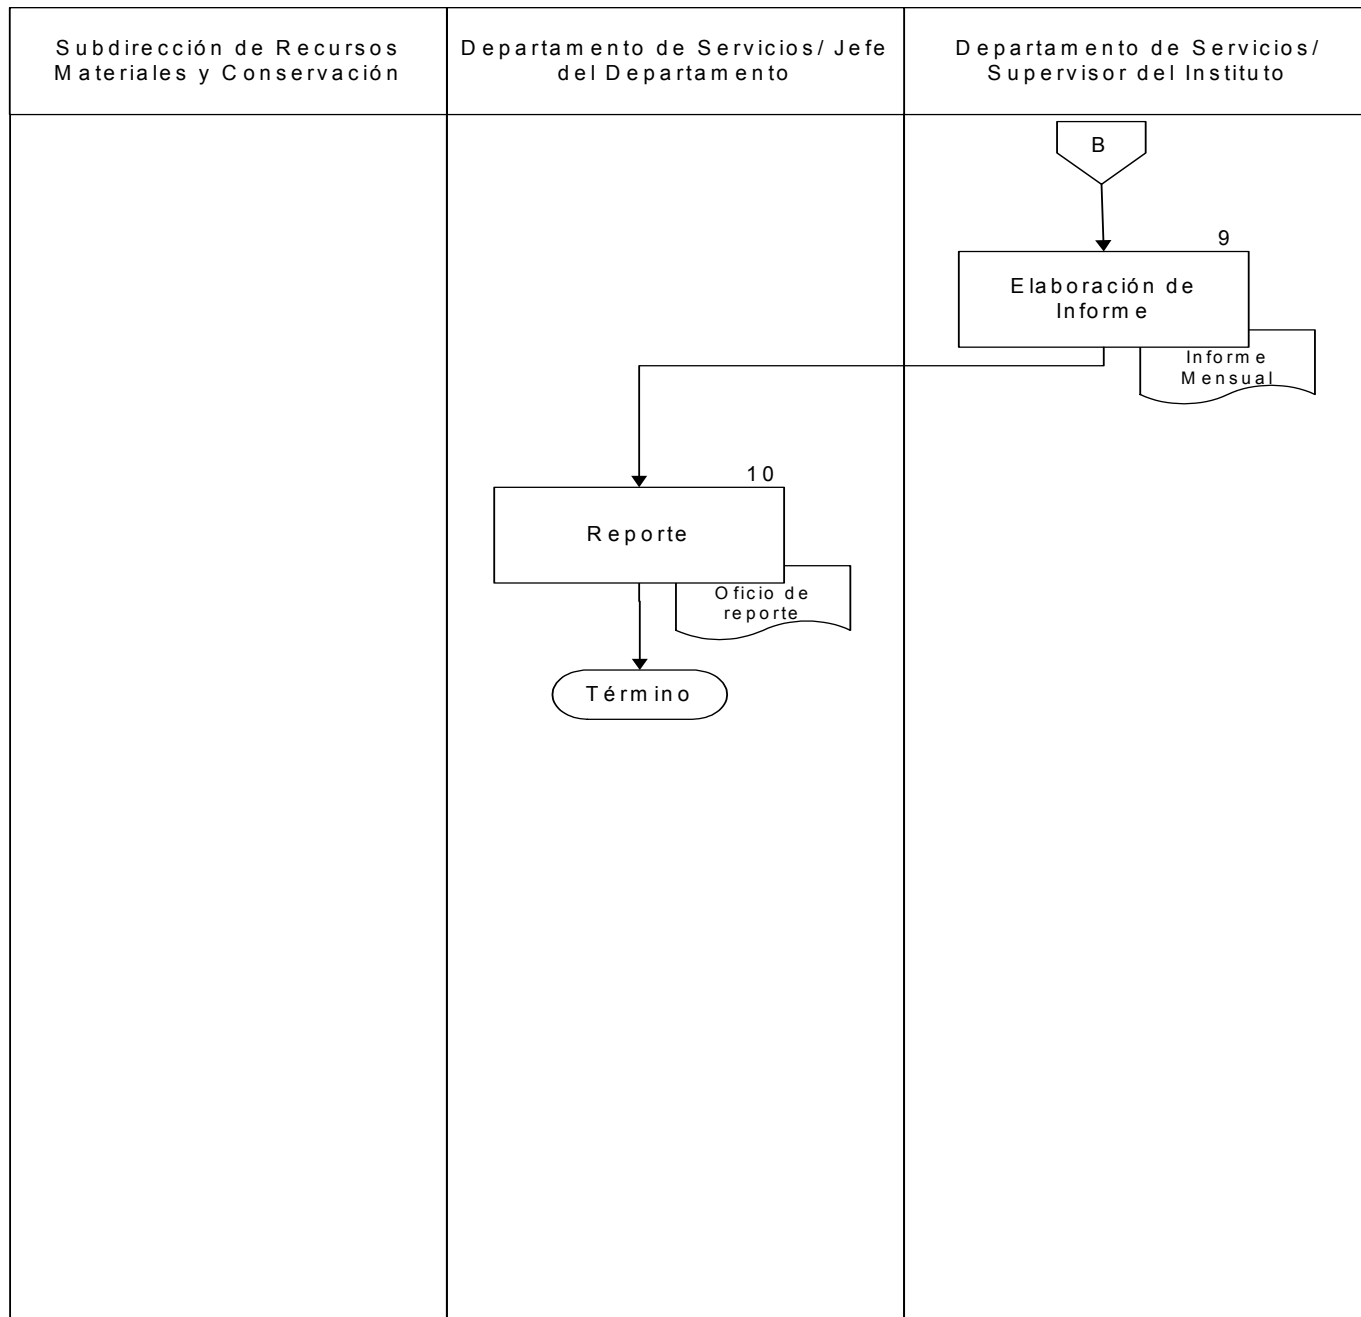 Subdirección de Recursos
Materiales y Conservación
Departamento de Servicios/ Jefe
del Departamento
Departamento de Servicios/
Supervisor del Instituto
B
9
Elaboración de
Informe
Informe
Mensual
10
Reporte
Oficio de
reporte
Término